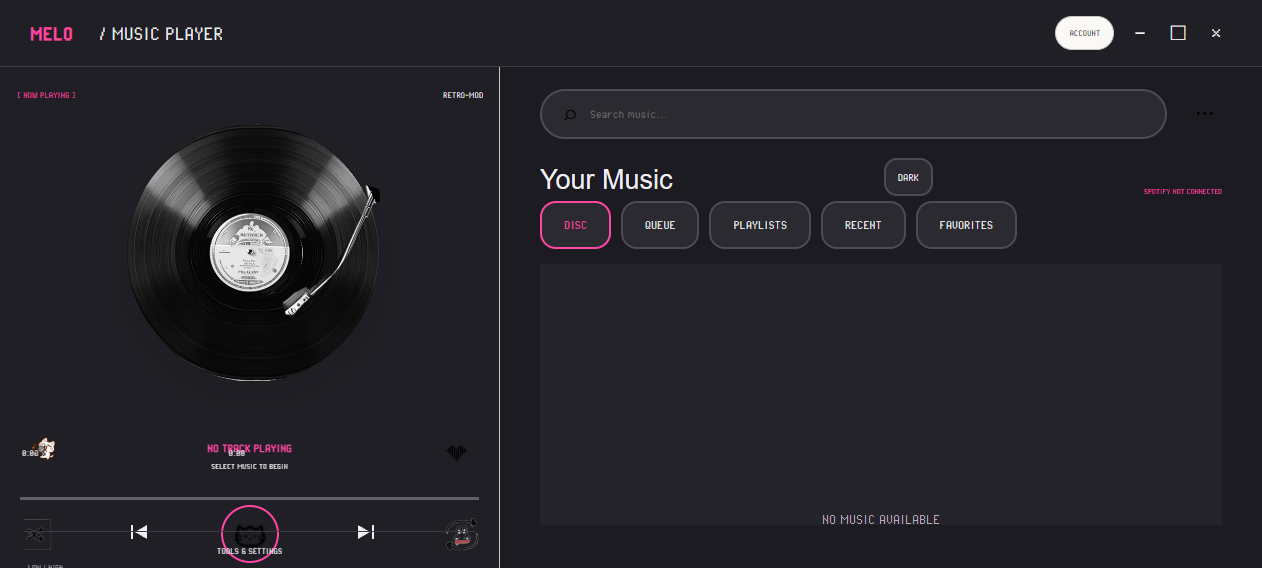 MELO / MUSIC PLAYER
ACCOUNT
[ NOW PLAYING ]
RETRO-MOD
NO TRACK PLAYING
0:00
0:00
SELECT MUSIC TO BEGIN
TOOLS & SETTINGS
Search music...
...
Your Music
DARK
SPOTIFY NOT CONNECTED
DISC
QUEUE
PLAYLISTS
RECENT
FAVORITES
NO MUSIC AVAILABLE